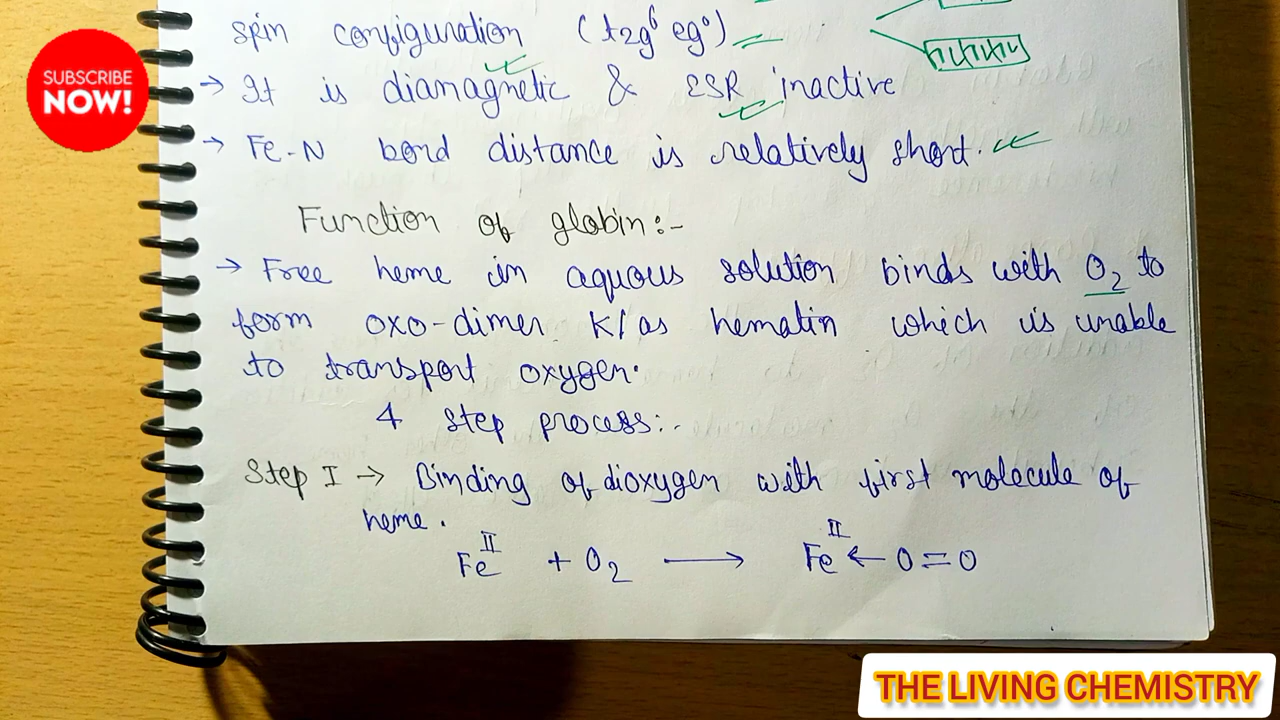 spin configuration (t2g⁶ eg⁰)
SUBSCRIBE
NOW!
→ It is diamagnetic & ESR inactive
→ Fe-N bond distance is relatively short.
Function of globin:-
→ Free heme in aquous solution binds with O₂ to
form oxo-dimer K/as hematin which is unable
to transport oxygen.
4 step process:-
Step I → Binding of dioxygen with first molecule of
heme.
Feᴵᴵ + O₂ ⟶ Feᴵᴵ ← O=O
THE LIVING CHEMISTRY